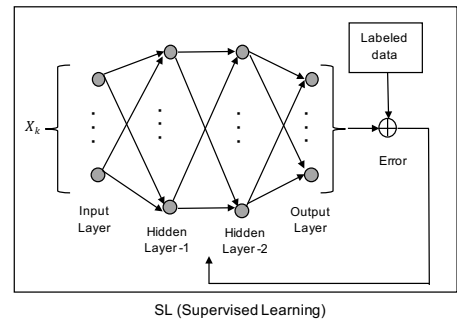 Labeled
data
X_k
Error
Input
Layer
Hidden
Layer-1
Hidden
Layer-2
Output
Layer
SL (Supervised Learning)